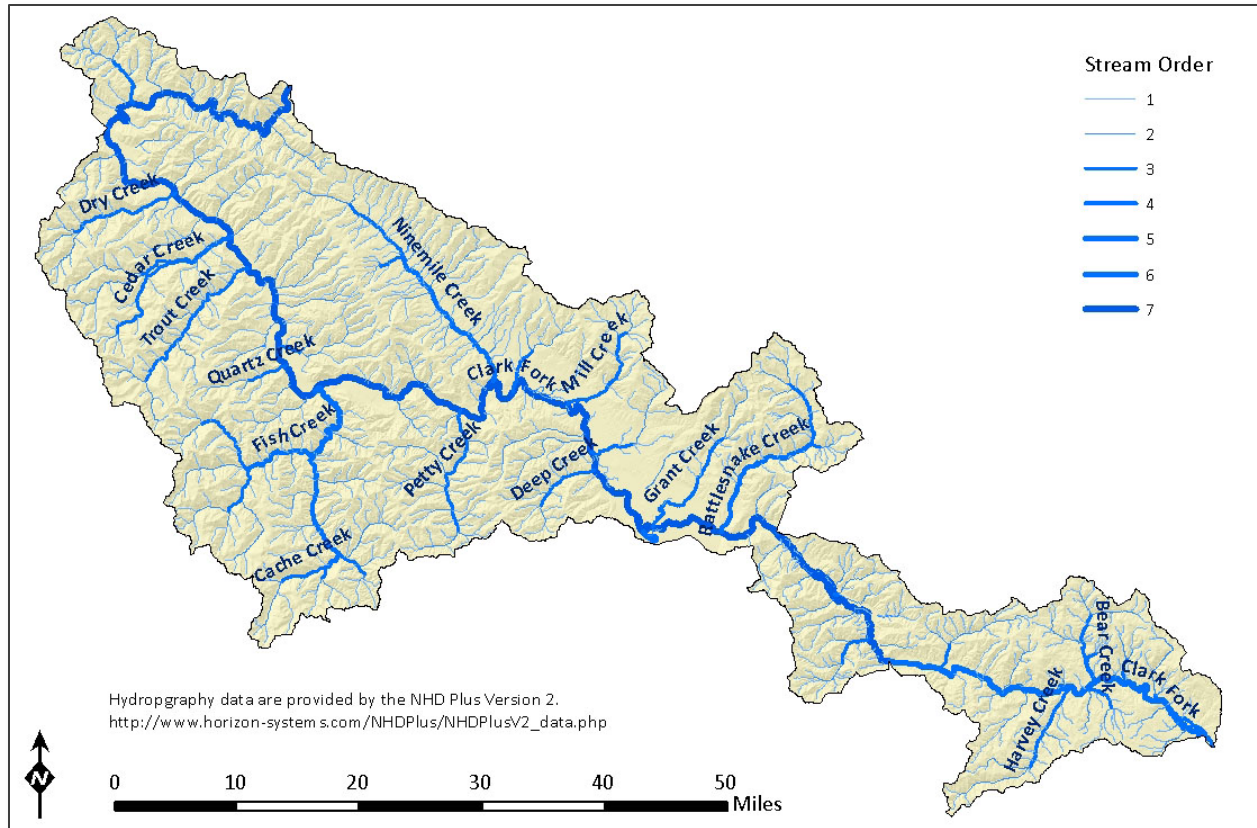 Stream Order
1
2
3
4
5
6
7
Dry Creek
Cedar Creek
Trout Creek
Quartz Creek
Fish Creek
Cache Creek
Ninemile Creek
Clark Fork
Mill Creek
Petty Creek
Deep Creek
Grant Creek
Rattlesnake Creek
Bear Creek
Clark Fork
Harvey Creek
Hydropgraphy data are provided by the NHD Plus Version 2.
http://www.horizon-systems.com/NHDPlus/NHDPlusV2_data.php
N
0 10 20 30 40 50
Miles